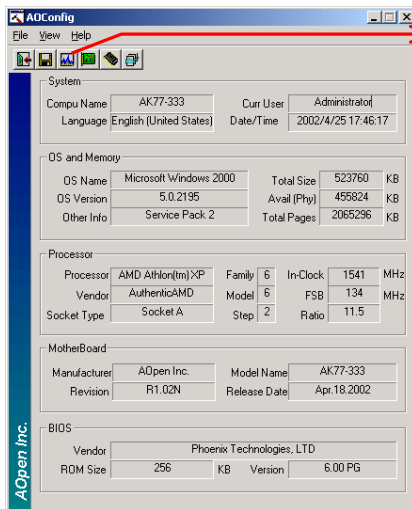 AOConfig
File View Help
System
Compu Name AK77-333 Curr User Administrator
Language English (United States) Date/Time 2002/4/25 17:46:17
OS and Memory
OS Name Microsoft Windows 2000 Total Size 523760 KB
OS Version 5.0.2195 Avail (Phy) 455824 KB
Other Info Service Pack 2 Total Pages 2065296 KB
Processor
Processor AMD Athlon(tm) XP Family 6 In-Clock 1541 MHz
Vendor AuthenticAMD Model 6 FSB 134 MHz
Socket Type Socket A Step 2 Ratio 11.5
MotherBoard
Manufacturer AOpen Inc. Model Name AK77-333
Revision R1.02N Release Date Apr.18.2002
BIOS
Vendor Phoenix Technologies, LTD
ROM Size 256 KB Version 6.00 PG
AOpen Inc.